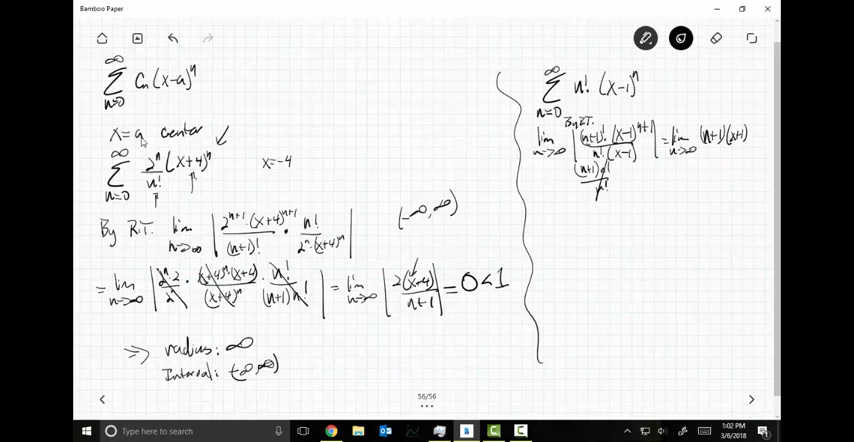 Bamboo Paper
∞
∑ Cn (x-a)^n
n=0
x=a center
∞
∑ 2^n/n! (x+4)^n x=-4
n=0
By R.T. lim n→∞ | 2^(n+1)·(x+4)^(n+1)/(n+1)! · n!/2^n·(x+4)^n | (-∞,∞)
= lim n→∞ | 2^n·2/2^n · (x+4)^n·(x+4)/(x+4)^n · n!/(n+1)n! | = lim n→∞ | 2(x+4)/n+1 | = 0<1
⇒ radius: ∞
Interval: (-∞,∞)
∞
∑ n! (x-1)^n
n=0
By R.T.
lim n→∞ | (n+1)!·(x-1)^(n+1)/n!(x-1) | = lim n→∞ (n+1)(x+1)
(n+1)n!/n!
56/56
Type here to search
1:02 PM
3/6/2018